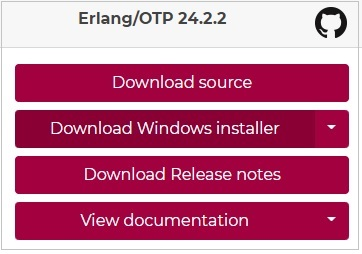 Erlang/OTP 24.2.2
Download source
Download Windows installer
Download Release notes
View documentation